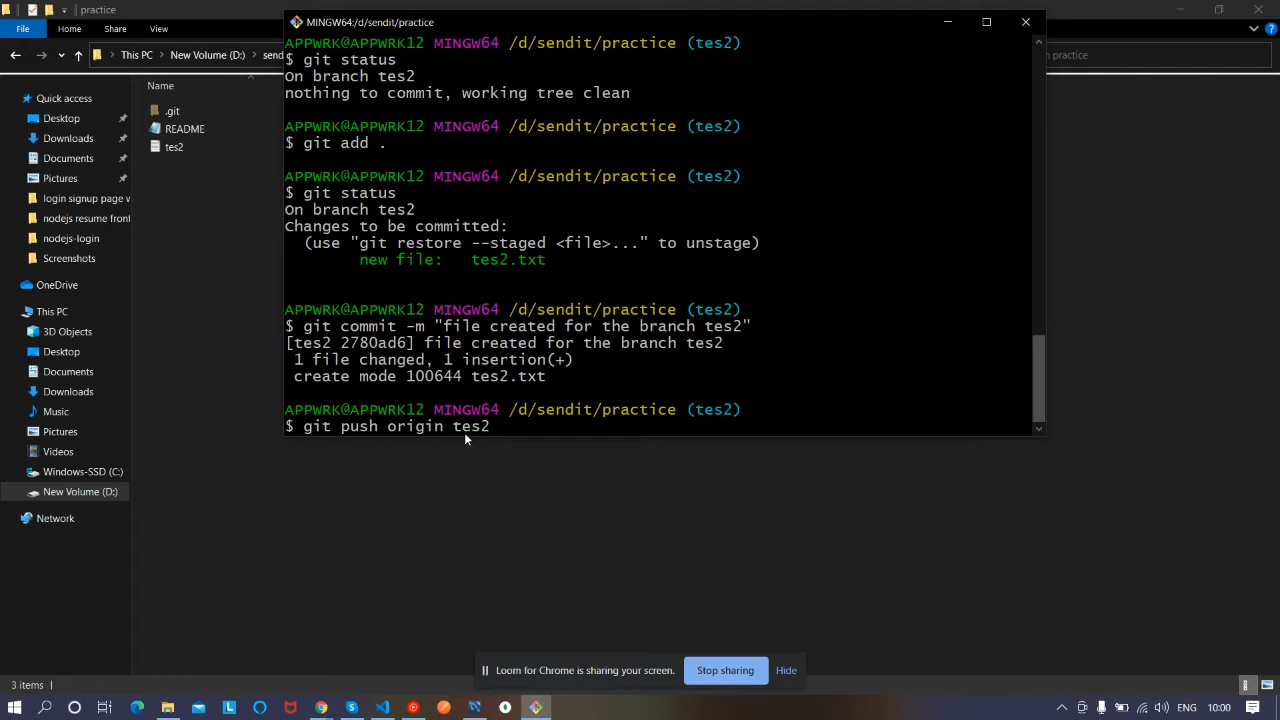 practice
MINGW64:/d/sendit/practice
File
Home
Share
View
This PC
New Volume (D:)
send
practice
Name
Quick access
Desktop
Downloads
Documents
Pictures
login signup page w
nodejs resume front
nodejs-login
Screenshots
OneDrive
This PC
3D Objects
Desktop
Documents
Downloads
Music
Pictures
Videos
Windows-SSD (C:)
New Volume (D:)
Network
.git
README
tes2
APPWRK@APPWRK12 MINGW64 /d/sendit/practice (tes2)
$ git status
On branch tes2
nothing to commit, working tree clean
APPWRK@APPWRK12 MINGW64 /d/sendit/practice (tes2)
$ git add .
APPWRK@APPWRK12 MINGW64 /d/sendit/practice (tes2)
$ git status
On branch tes2
Changes to be committed:
(use "git restore --staged <file>..." to unstage)
new file: tes2.txt
APPWRK@APPWRK12 MINGW64 /d/sendit/practice (tes2)
$ git commit -m "file created for the branch tes2"
[tes2 2780ad6] file created for the branch tes2
1 file changed, 1 insertion(+)
create mode 100644 tes2.txt
APPWRK@APPWRK12 MINGW64 /d/sendit/practice (tes2)
$ git push origin tes2
Loom for Chrome is sharing your screen.
Stop sharing
Hide
3 items
ENG
10:00